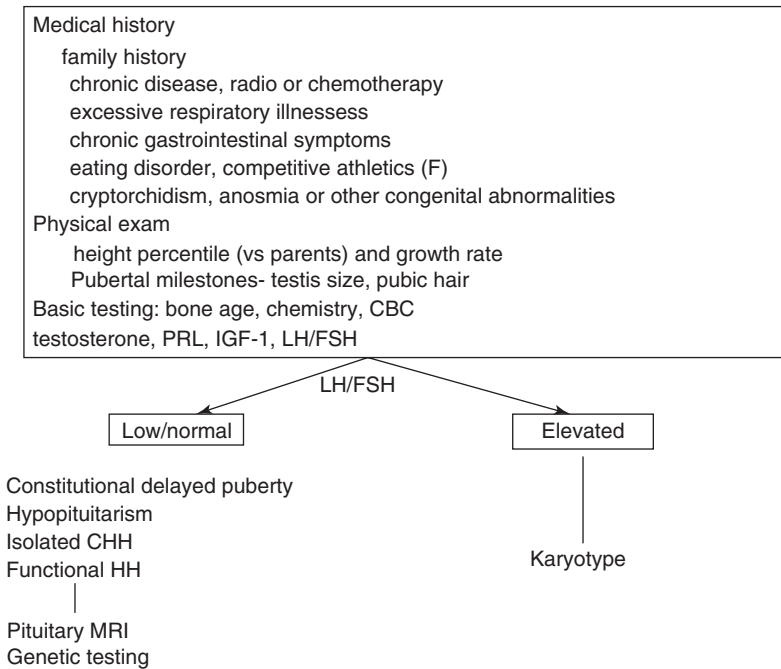 Medical history
family history
chronic disease, radio or chemotherapy
excessive respiratory illnessess
chronic gastrointestinal symptoms
eating disorder, competitive athletics (F)
cryptorchidism, anosmia or other congenital abnormalities
Physical exam
height percentile (vs parents) and growth rate
Pubertal milestones- testis size, pubic hair
Basic testing: bone age, chemistry, CBC
testosterone, PRL, IGF-1, LH/FSH
LH/FSH
Low/normal
Elevated
Constitutional delayed puberty
Hypopituitarism
Isolated CHH
Functional HH
Karyotype
Pituitary MRI
Genetic testing